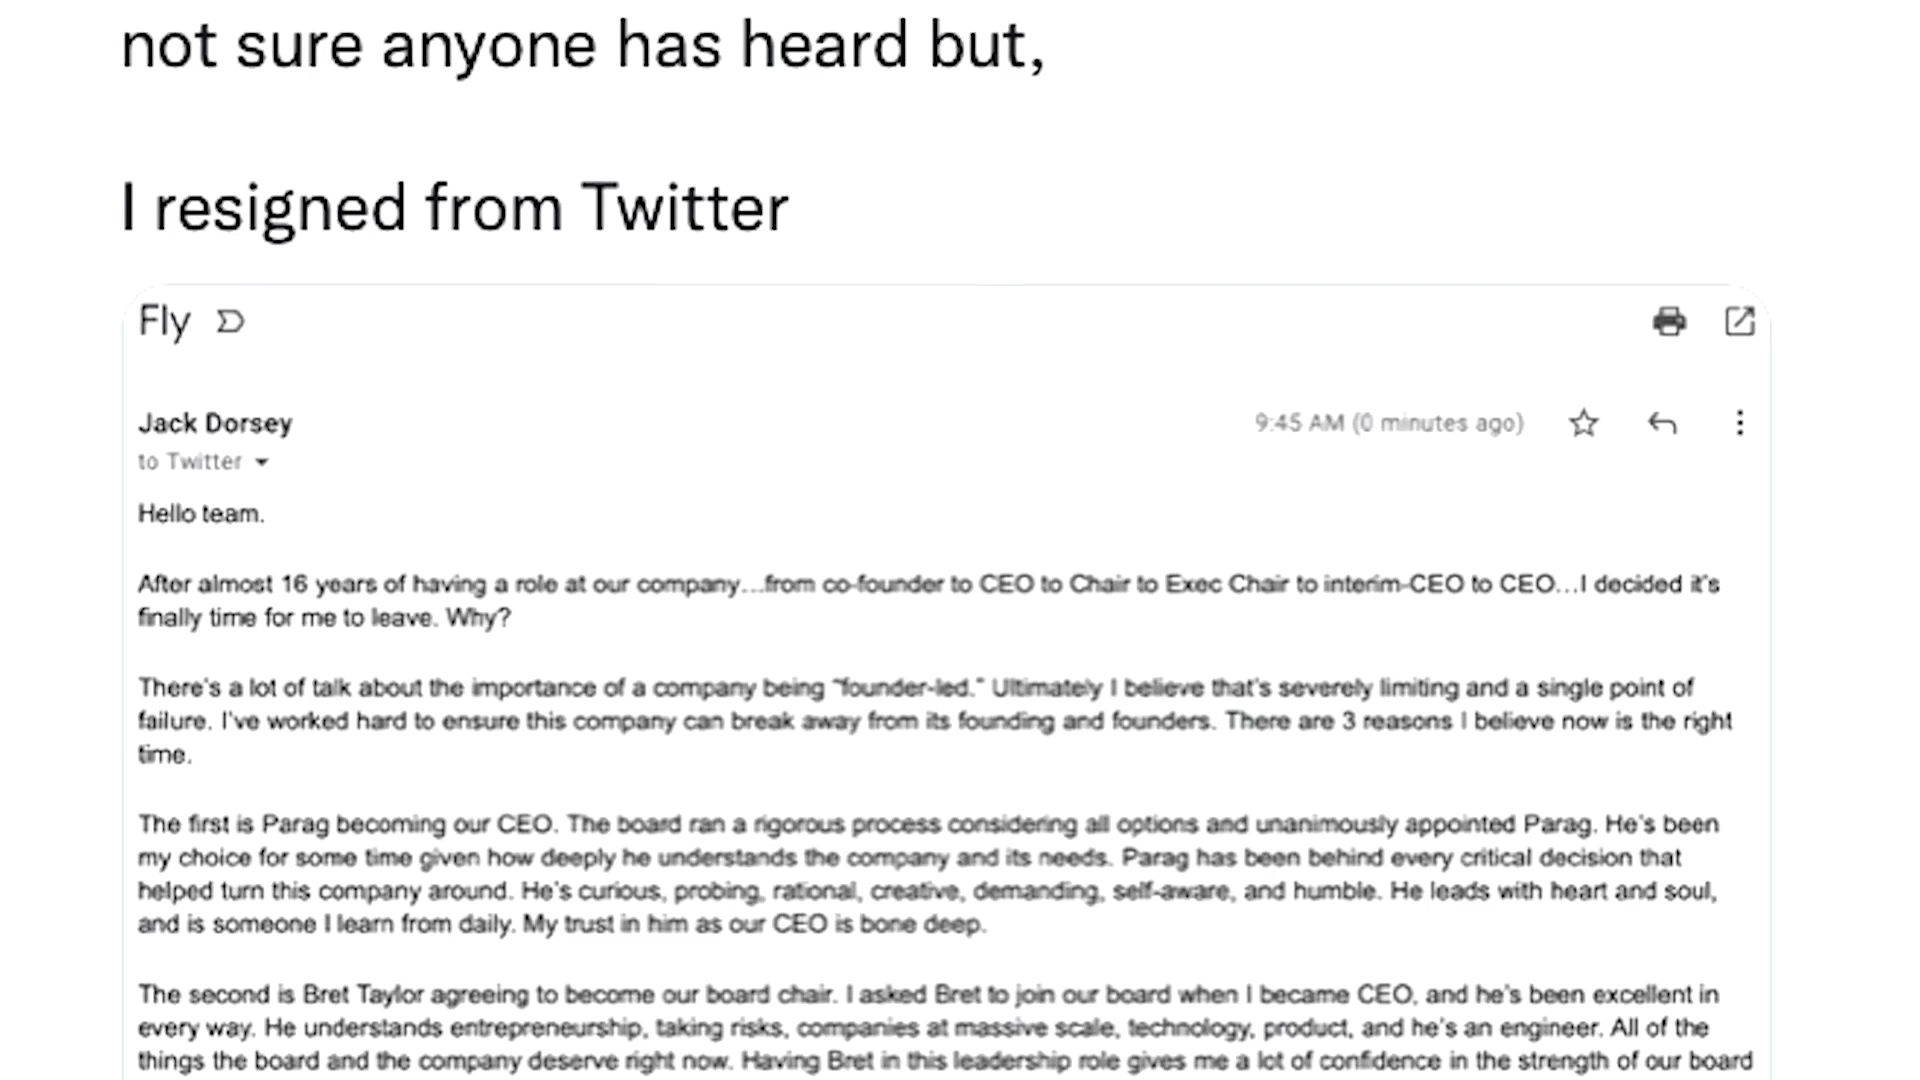 not sure anyone has heard but,
I resigned from Twitter
Fly
Jack Dorsey
9:45 AM (0 minutes ago)
to Twitter
Hello team.
After almost 16 years of having a role at our company...from co-founder to CEO to Chair to Exec Chair to interim-CEO to CEO...I decided it's
finally time for me to leave. Why?
There's a lot of talk about the importance of a company being "founder-led." Ultimately I believe that's severely limiting and a single point of
failure. I've worked hard to ensure this company can break away from its founding and founders. There are 3 reasons I believe now is the right
time.
The first is Parag becoming our CEO. The board ran a rigorous process considering all options and unanimously appointed Parag. He's been
my choice for some time given how deeply he understands the company and its needs. Parag has been behind every critical decision that
helped turn this company around. He's curious, probing, rational, creative, demanding, self-aware, and humble. He leads with heart and soul,
and is someone I learn from daily. My trust in him as our CEO is bone deep.
The second is Bret Taylor agreeing to become our board chair. I asked Bret to join our board when I became CEO, and he's been excellent in
every way. He understands entrepreneurship, taking risks, companies at massive scale, technology, product, and he's an engineer. All of the
things the board and the company deserve right now. Having Bret in this leadership role gives me a lot of confidence in the strength of our board